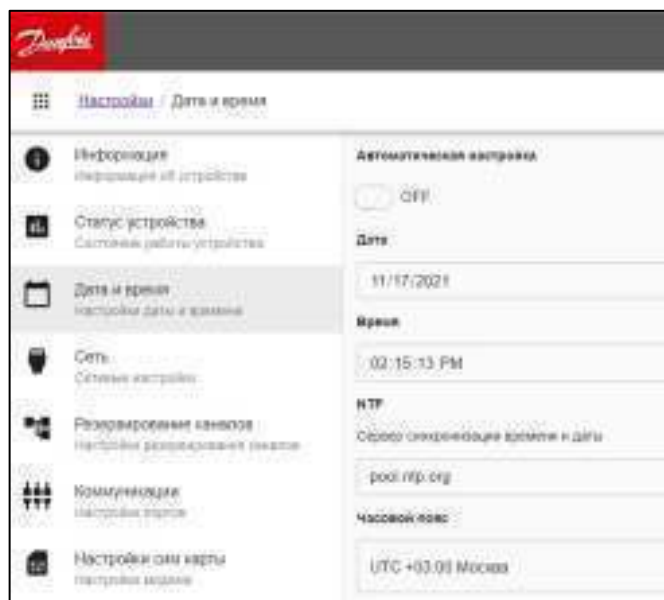 Danfoss
Настройки / Дата и время
Информация
Информация об устройстве
Статус устройства
Состояние работы устройства
Дата и время
Настройки даты и времени
Сеть
Сетевые настройки
Резервирование каналов
Настройки резервирования каналов
Коммуникации
Настройки портов
Настройки сим карты
Настройки модема
Автоматическая настройка
OFF
Дата
11/17/2021
Время
02:15:13 PM
NTP
Сервер синхронизации времени и даты
pool.ntp.org
Часовой пояс
UTC +03:00 Москва